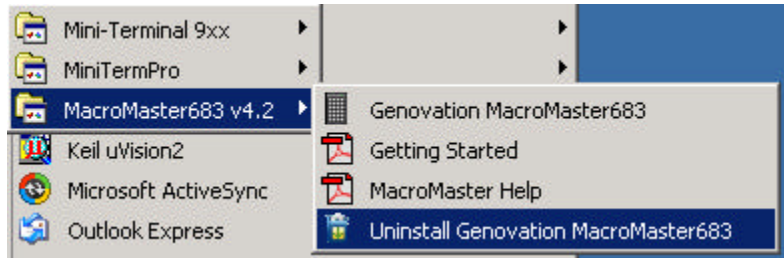 Mini-Terminal 9xx
MiniTermPro
MacroMaster683 v4.2
Keil uVision2
Microsoft ActiveSync
Outlook Express
Genovation MacroMaster683
Getting Started
MacroMaster Help
Uninstall Genovation MacroMaster683